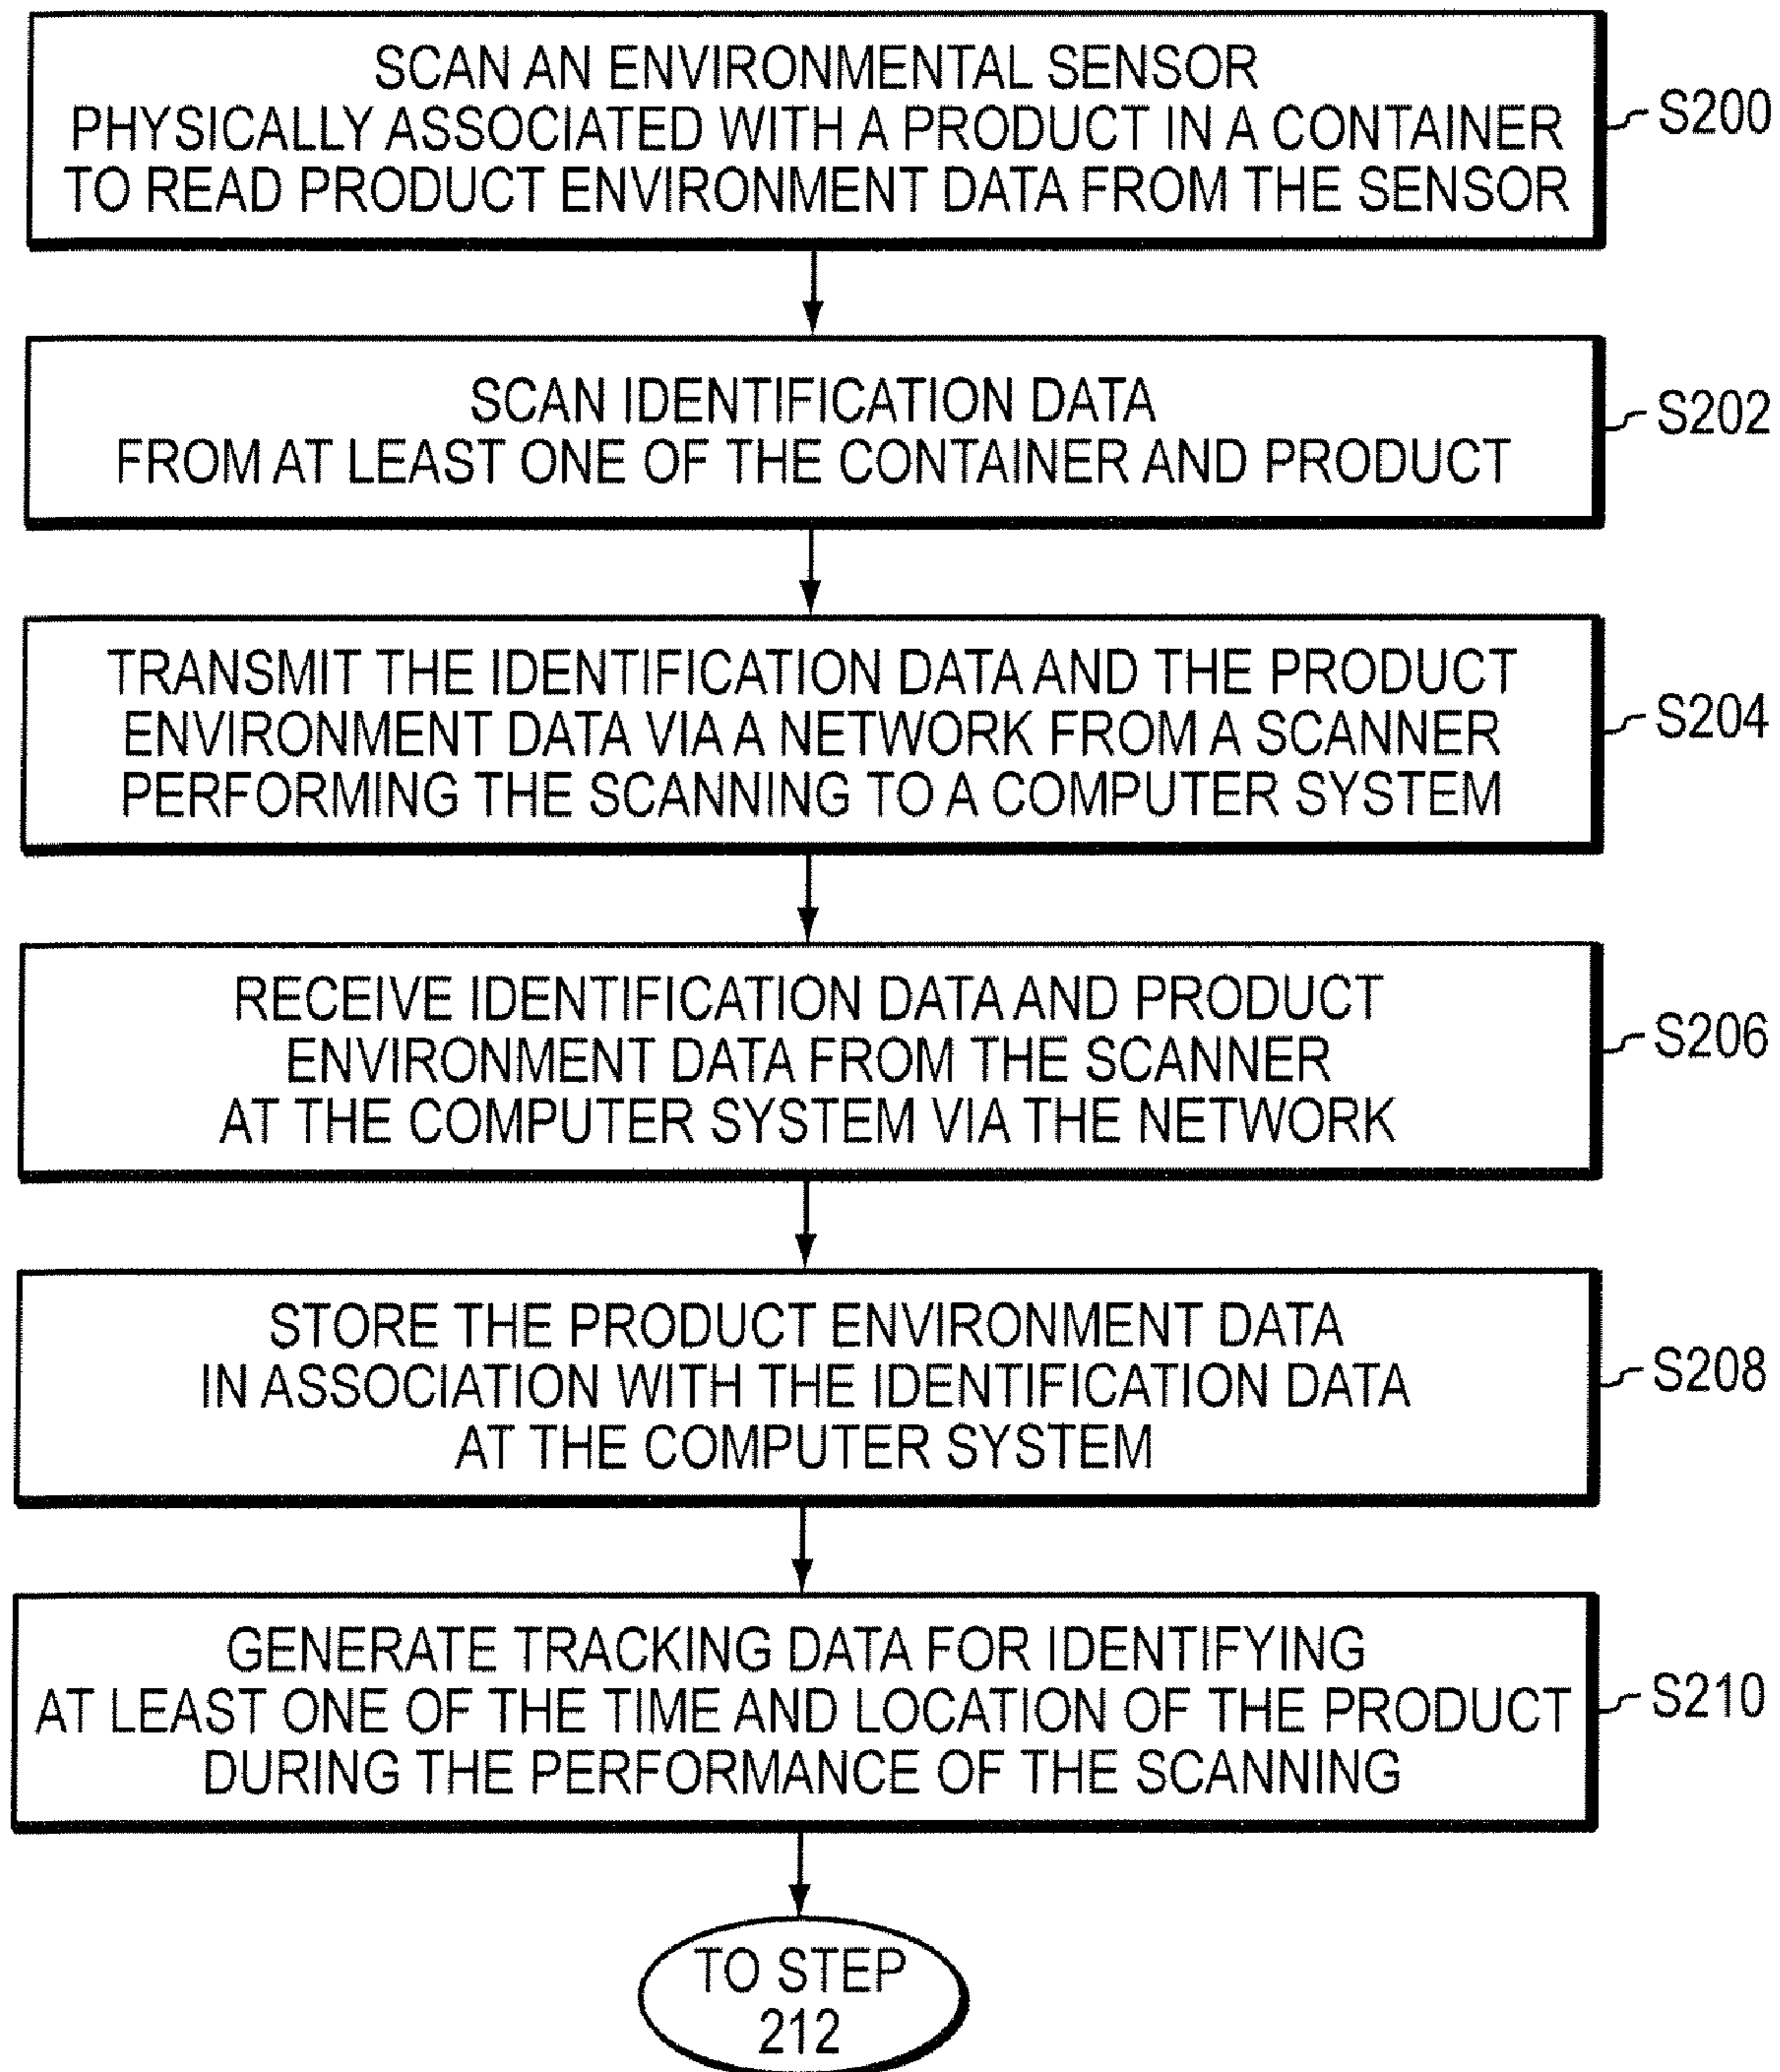 SCAN AN ENVIRONMENTAL SENSOR
PHYSICALLY ASSOCIATED WITH A PRODUCT IN A CONTAINER
TO READ PRODUCT ENVIRONMENT DATA FROM THE SENSOR
S200
SCAN IDENTIFICATION DATA
FROM AT LEAST ONE OF THE CONTAINER AND PRODUCT
S202
TRANSMIT THE IDENTIFICATION DATA AND THE PRODUCT
ENVIRONMENT DATA VIA A NETWORK FROM A SCANNER
PERFORMING THE SCANNING TO A COMPUTER SYSTEM
S204
RECEIVE IDENTIFICATION DATA AND PRODUCT
ENVIRONMENT DATA FROM THE SCANNER
AT THE COMPUTER SYSTEM VIA THE NETWORK
S206
STORE THE PRODUCT ENVIRONMENT DATA
IN ASSOCIATION WITH THE IDENTIFICATION DATA
AT THE COMPUTER SYSTEM
S208
GENERATE TRACKING DATA FOR IDENTIFYING
AT LEAST ONE OF THE TIME AND LOCATION OF THE PRODUCT
DURING THE PERFORMANCE OF THE SCANNING
S210
TO STEP
212